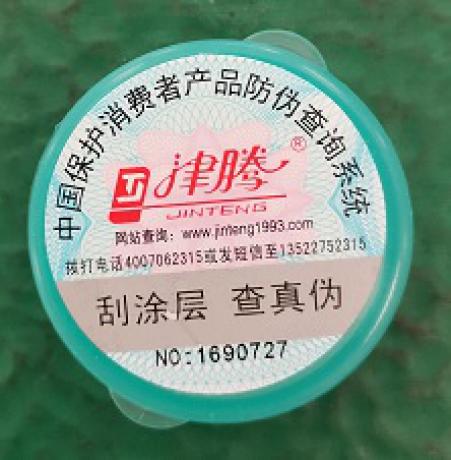 中国保护消费者产品防伪查询系统
津腾®
JINTENG
网站查询:www.jinteng1993.com
拨打电话4007062315或发短信至13522752315
刮涂层 查真伪
NO:1690727